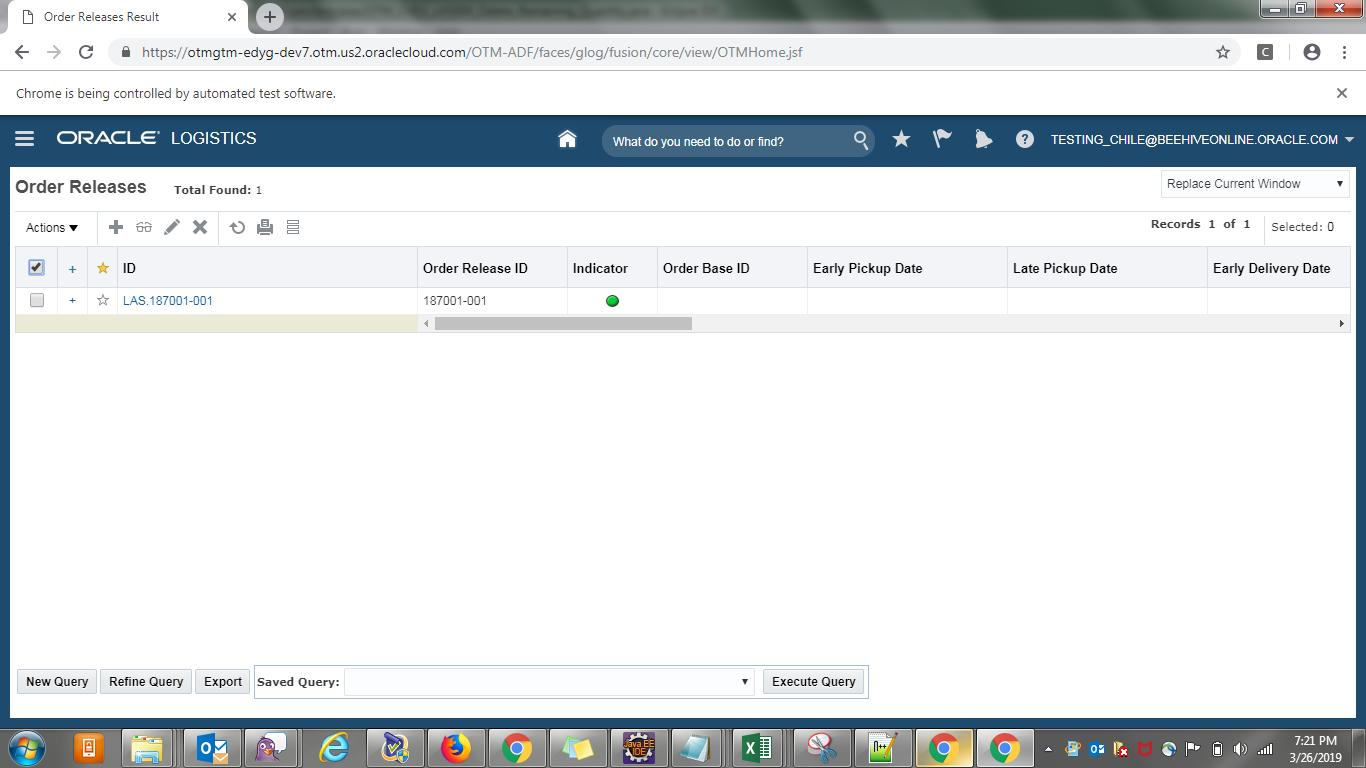 Order Releases Result
https://otmgtm-edyg-dev7.otm.us2.oraclecloud.com/OTM-ADF/faces/glog/fusion/core/view/OTMHome.jsf
C
Chrome is being controlled by automated test software.
ORACLE LOGISTICS What do you need to do or find? ? TESTING_CHILE@BEEHIVEONLINE.ORACLE.COM
Order Releases Total Found: 1 Replace Current Window
Actions Records 1 of 1 Selected: 0
+ ID Order Release ID Indicator Order Base ID Early Pickup Date Late Pickup Date Early Delivery Date
+ LAS.187001-001 187001-001
New Query Refine Query Export Saved Query: Execute Query
Java EE
IDE
7:21 PM
3/26/2019